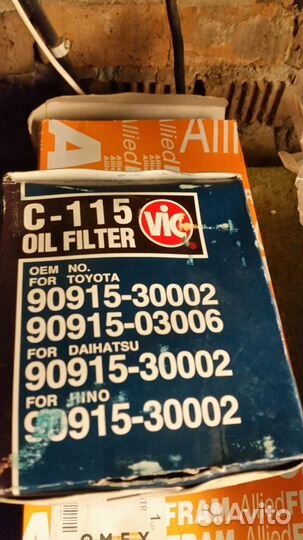 Allied
C-115
VIC
OIL FILTER
OEM NO.
FOR TOYOTA
90915-30002
90915-03006
FOR DAIHATSU
90915-30002
FOR HINO
90915-30002
FRAM Allied
Avito